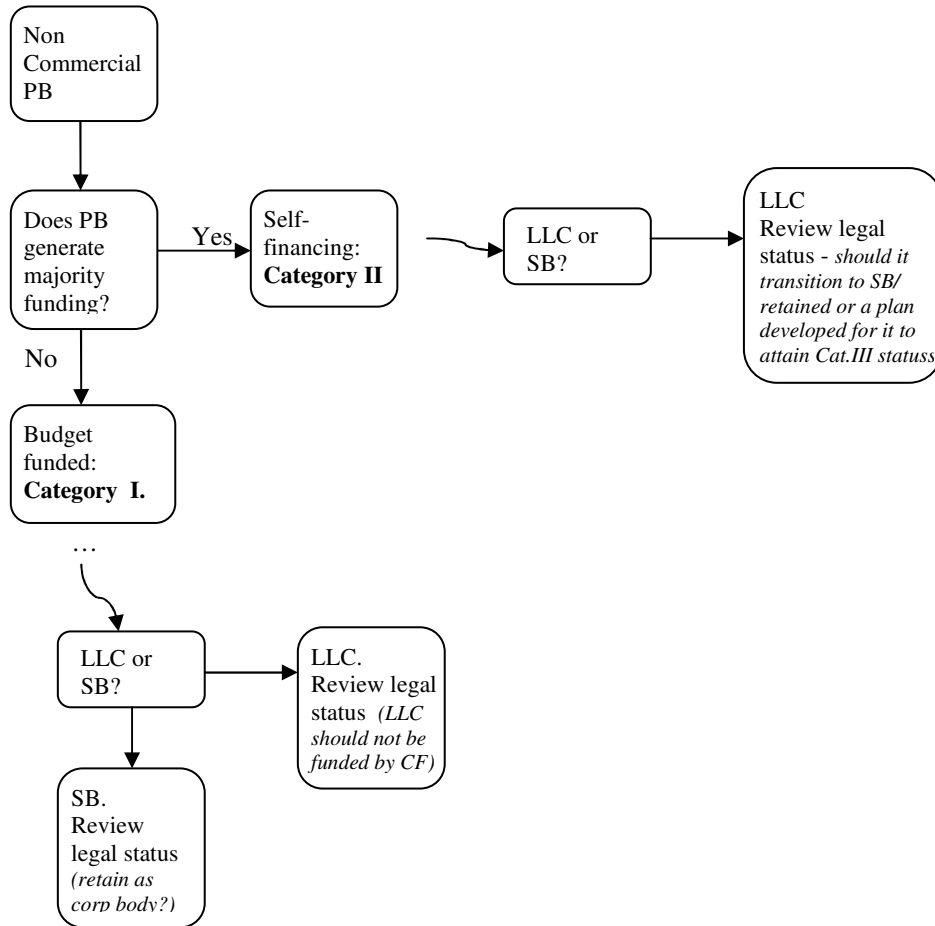 Non
Commercial
PB
Does PB
generate
majority
funding?
Yes
Self-
financing:
Category II
LLC or
SB?
LLC
Review legal
status - should it
transition to SB/
retained or a plan
developed for it to
attain Cat.III statuss
No
Budget
funded:
Category I.
...
LLC or
SB?
LLC.
Review legal
status (LLC
should not be
funded by CF)
SB.
Review
legal status
(retain as
corp body?)